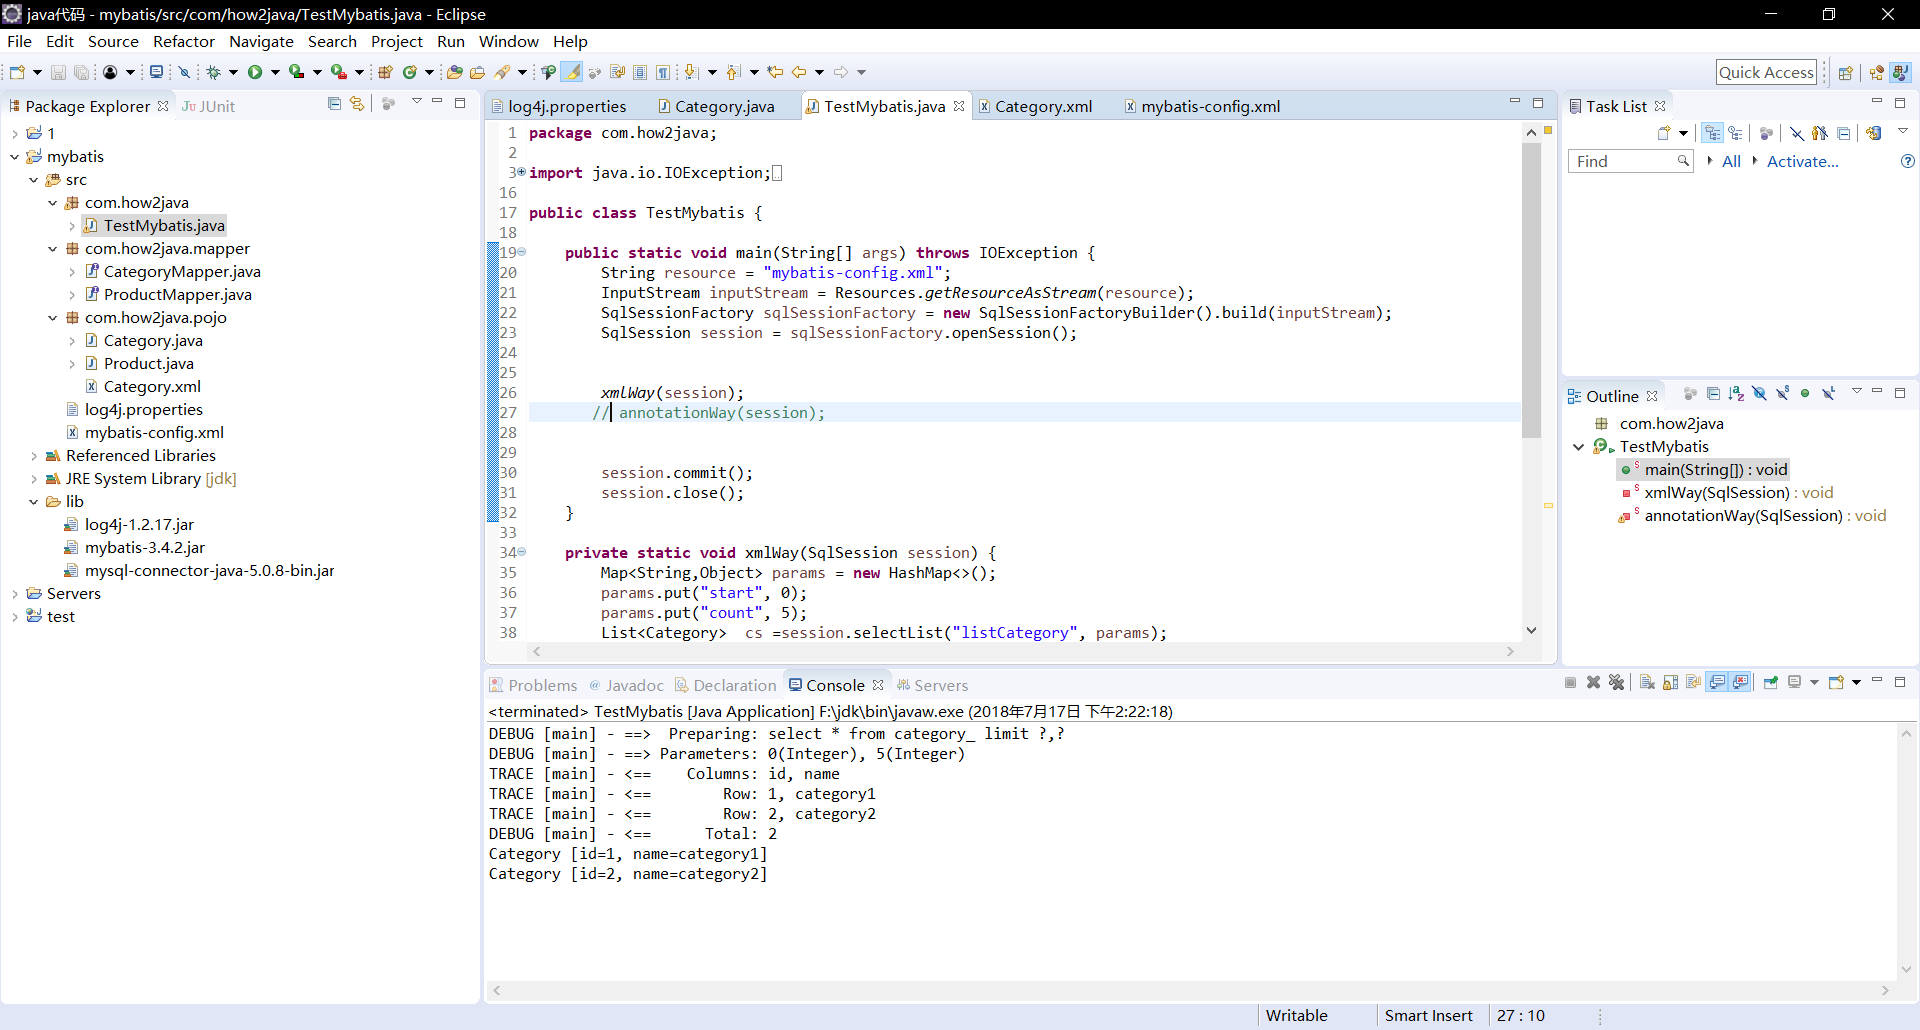 java代码 - mybatis/src/com/how2java/TestMybatis.java - Eclipse
File Edit Source Refactor Navigate Search Project Run Window Help
Quick Access
Package Explorer
JUnit
1
mybatis
src
com.how2java
TestMybatis.java
com.how2java.mapper
CategoryMapper.java
ProductMapper.java
com.how2java.pojo
Category.java
Product.java
Category.xml
log4j.properties
mybatis-config.xml
Referenced Libraries
JRE System Library [jdk]
lib
log4j-1.2.17.jar
mybatis-3.4.2.jar
mysql-connector-java-5.0.8-bin.jar
Servers
test
log4j.properties Category.java TestMybatis.java Category.xml mybatis-config.xml
1 package com.how2java;
2
3 import java.io.IOException;
16
17 public class TestMybatis {
18
19     public static void main(String[] args) throws IOException {
20         String resource = "mybatis-config.xml";
21         InputStream inputStream = Resources.getResourceAsStream(resource);
22         SqlSessionFactory sqlSessionFactory = new SqlSessionFactoryBuilder().build(inputStream);
23         SqlSession session = sqlSessionFactory.openSession();
24
25
26         xmlWay(session);
27        // annotationWay(session);
28
29
30         session.commit();
31         session.close();
32     }
33
34     private static void xmlWay(SqlSession session) {
35         Map<String,Object> params = new HashMap<>();
36         params.put("start", 0);
37         params.put("count", 5);
38         List<Category>  cs =session.selectList("listCategory", params);
Task List
Find All Activate...
Outline
com.how2java
TestMybatis
main(String[]) : void
xmlWay(SqlSession) : void
annotationWay(SqlSession) : void
Problems Javadoc Declaration Console Servers
<terminated> TestMybatis [Java Application] F:\jdk\bin\javaw.exe (2018年7月17日 下午2:22:18)
DEBUG [main] - ==>  Preparing: select * from category_ limit ?,?
DEBUG [main] - ==> Parameters: 0(Integer), 5(Integer)
TRACE [main] - <==    Columns: id, name
TRACE [main] - <==        Row: 1, category1
TRACE [main] - <==        Row: 2, category2
DEBUG [main] - <==      Total: 2
Category [id=1, name=category1]
Category [id=2, name=category2]
Writable Smart Insert 27 : 10